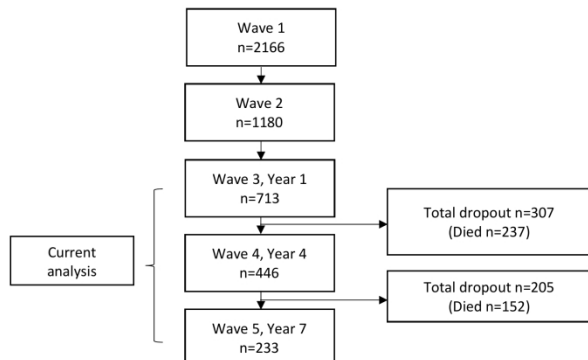 Wave 1
n=2166
Wave 2
n=1180
Wave 3, Year 1
n=713
Total dropout n=307
(Died n=237)
Current
analysis
Wave 4, Year 4
n=446
Total dropout n=205
(Died n=152)
Wave 5, Year 7
n=233